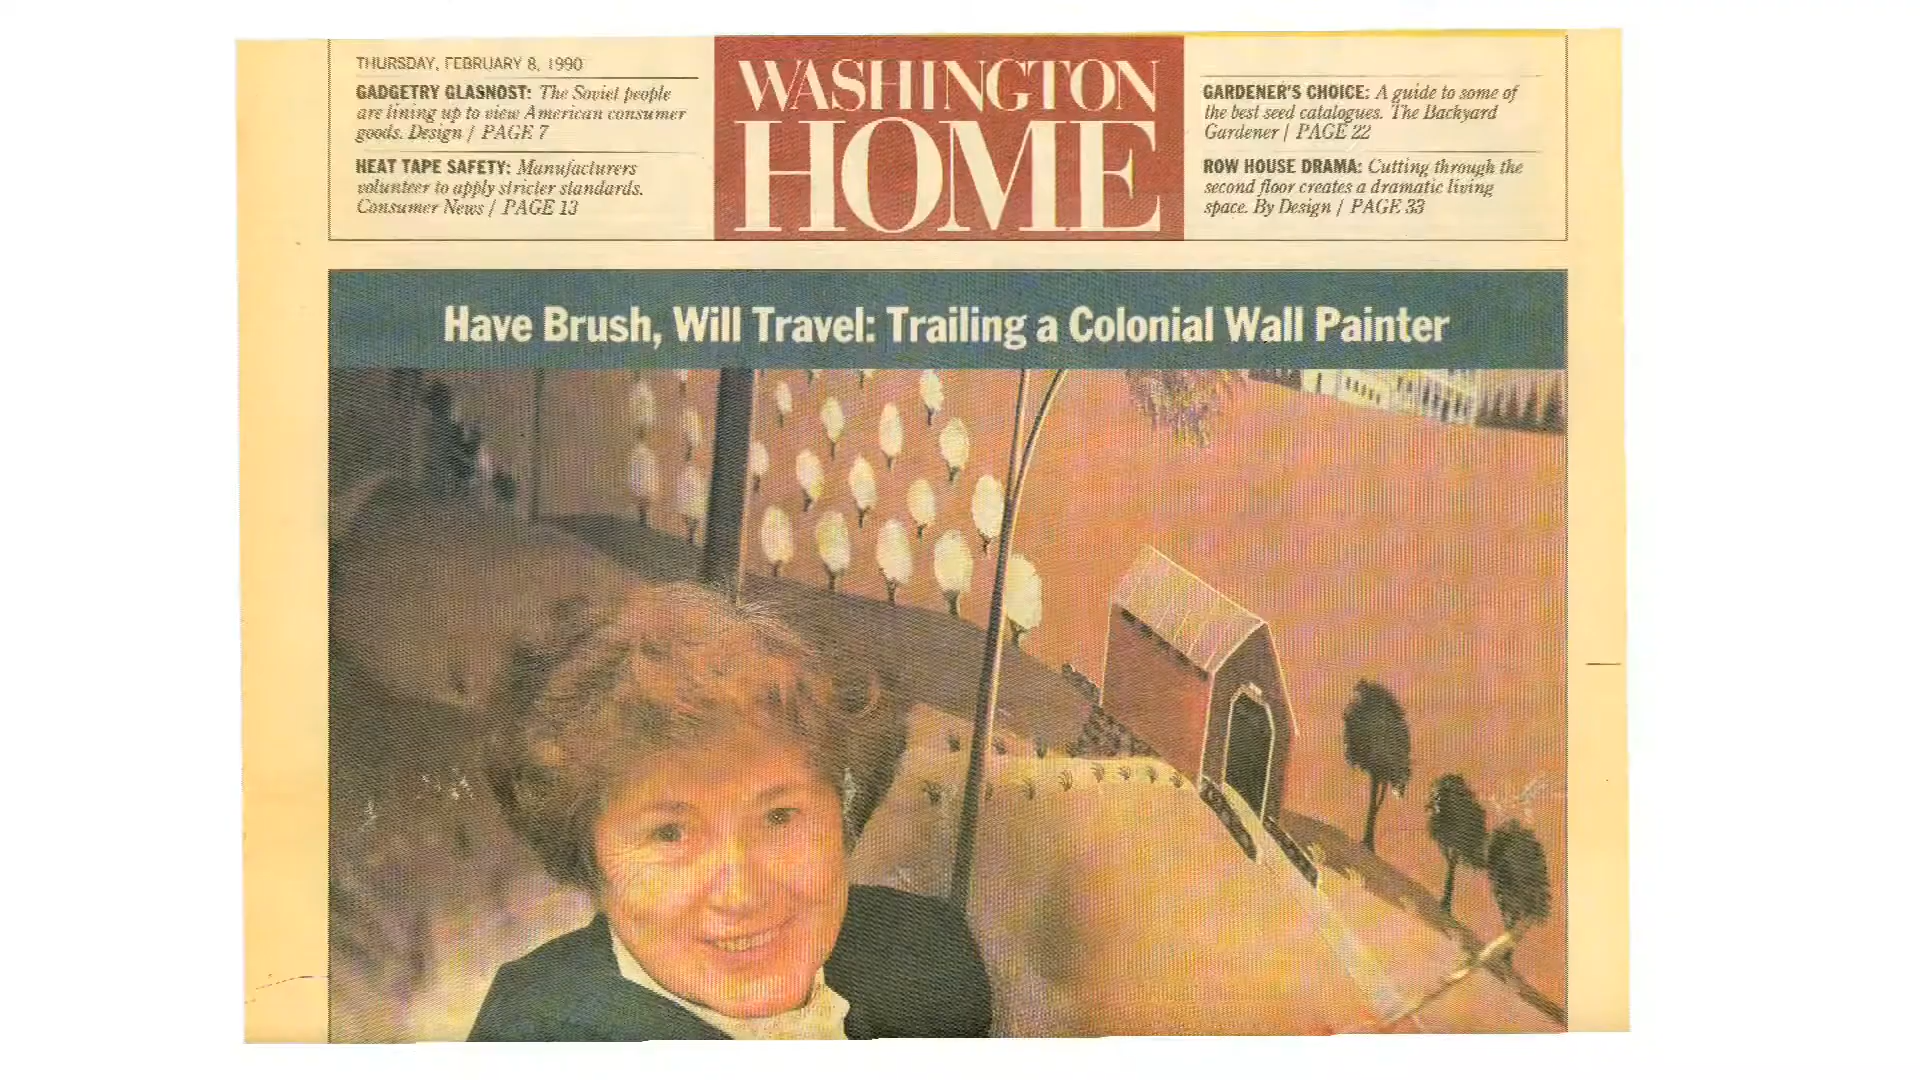 THURSDAY, FEBRUARY 8, 1990
GADGETRY GLASNOST: The Soviet people
are lining up to view American consumer
goods. Design / PAGE 7
HEAT TAPE SAFETY: Manufacturers
volunteer to apply stricter standards.
Consumer News / PAGE 13
WASHINGTON
HOME
GARDENER'S CHOICE: A guide to some of
the best seed catalogues. The Backyard
Gardener / PAGE 22
ROW HOUSE DRAMA: Cutting through the
second floor creates a dramatic living
space. By Design / PAGE 33
Have Brush, Will Travel: Trailing a Colonial Wall Painter